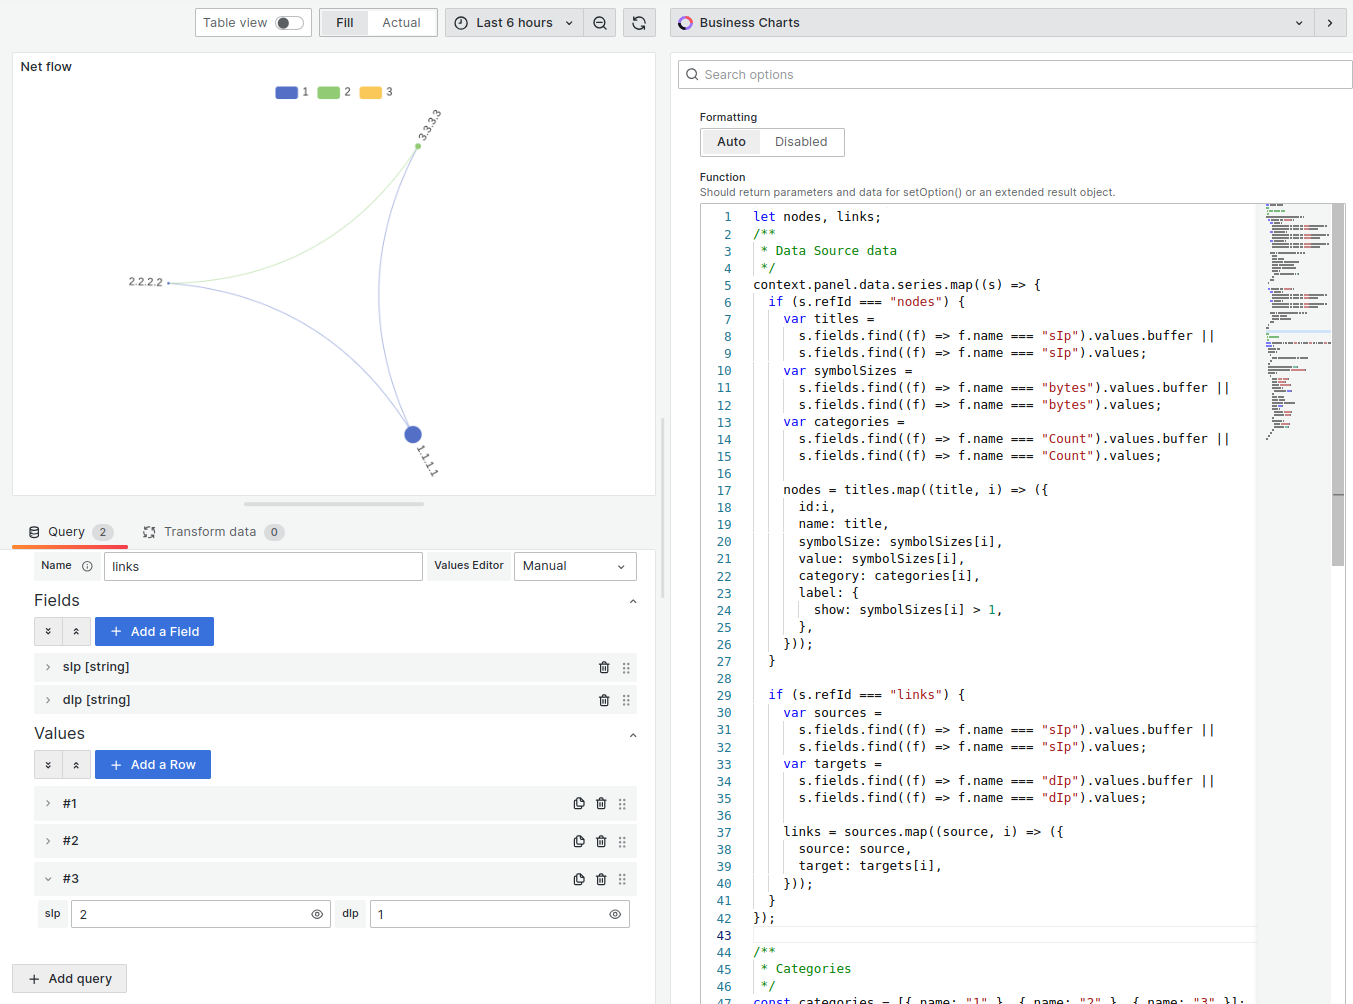 Table view
Fill
Actual
Last 6 hours
Business Charts
Net flow
1
2
3
3.3.3.3
2.2.2.2
1.1.1.1
Query
2
Transform data
0
Name
links
Values Editor
Manual
Fields
Add a Field
sIp [string]
dIp [string]
Values
Add a Row
#1
#2
#3
sIp
2
dIp
1
Add query
Search options
Formatting
Auto
Disabled
Function
Should return parameters and data for setOption() or an extended result object.
1 let nodes, links;
2 /**
3  * Data Source data
4  */
5 context.panel.data.series.map((s) => {
6   if (s.refId === "nodes") {
7     var titles =
8       s.fields.find((f) => f.name === "sIp").values.buffer ||
9       s.fields.find((f) => f.name === "sIp").values;
10     var symbolSizes =
11       s.fields.find((f) => f.name === "bytes").values.buffer ||
12       s.fields.find((f) => f.name === "bytes").values;
13     var categories =
14       s.fields.find((f) => f.name === "Count").values.buffer ||
15       s.fields.find((f) => f.name === "Count").values;
16
17     nodes = titles.map((title, i) => ({
18       id:i,
19       name: title,
20       symbolSize: symbolSizes[i],
21       value: symbolSizes[i],
22       category: categories[i],
23       label: {
24         show: symbolSizes[i] > 1,
25       },
26     }));
27   }
28
29   if (s.refId === "links") {
30     var sources =
31       s.fields.find((f) => f.name === "sIp").values.buffer ||
32       s.fields.find((f) => f.name === "sIp").values;
33     var targets =
34       s.fields.find((f) => f.name === "dIp").values.buffer ||
35       s.fields.find((f) => f.name === "dIp").values;
36
37     links = sources.map((source, i) => ({
38       source: source,
39       target: targets[i],
40     }));
41   }
42 });
43
44 /**
45  * Categories
46  */
47 const categories = [{ name: "1" }, { name: "2" }, { name: "3" }];